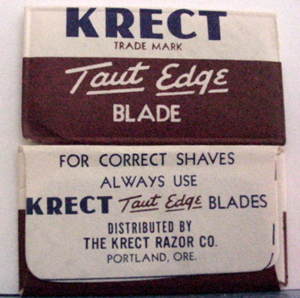 KRECT
TRADE MARK
Taut Edge
BLADE
FOR CORRECT SHAVES
ALWAYS USE
KRECT Taut Edge BLADES
DISTRIBUTED BY
THE KRECT RAZOR CO.
PORTLAND, ORE.